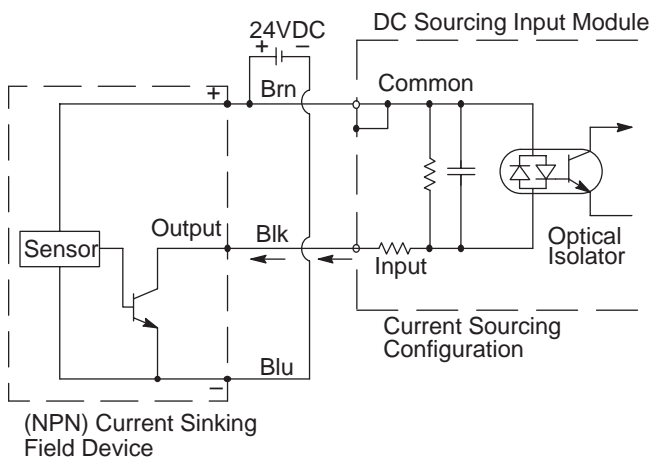 DC Sourcing Input Module
24VDC
+ −
Brn
Common
+
Output
Blk
Sensor
Input
Optical
Isolator
Current Sourcing
Configuration
Blu
−
(NPN) Current Sinking
Field Device